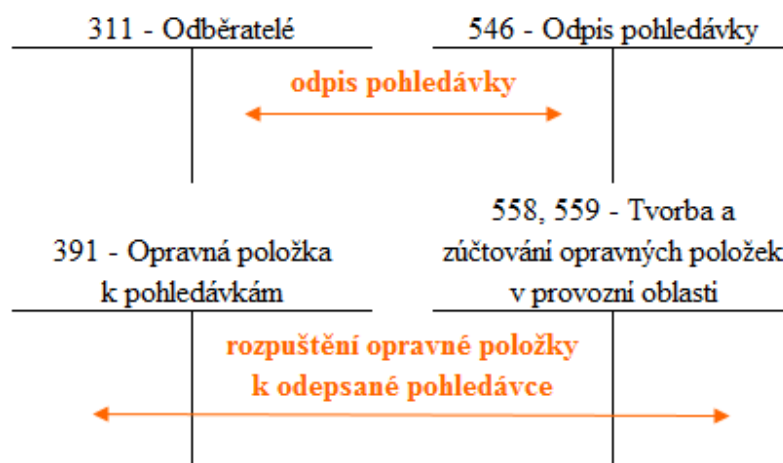 311 - Odběratelé
546 - Odpis pohledávky
odpis pohledávky
391 - Opravná položka
k pohledávkám
558, 559 - Tvorba a
zúčtování opravných položek
v provozní oblasti
rozpuštění opravné položky
k odepsané pohledávce